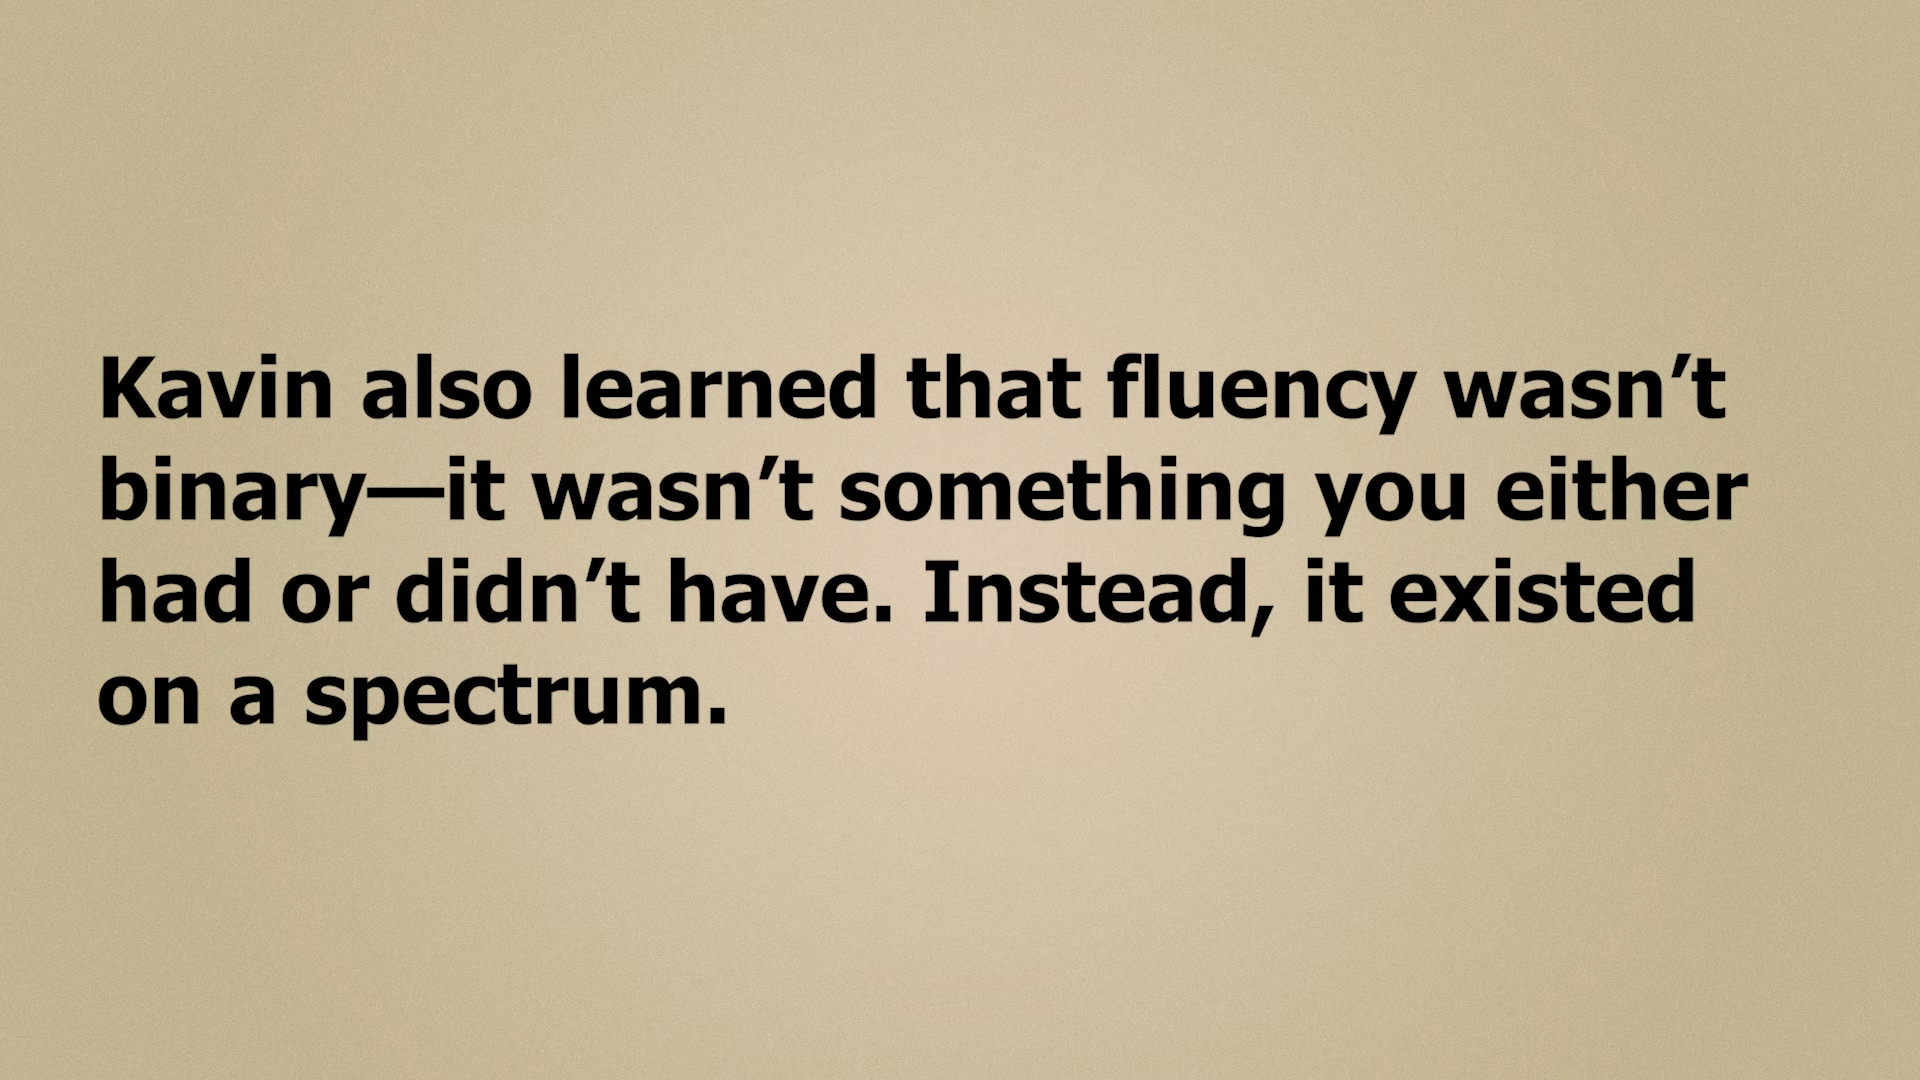 Kavin also learned that fluency wasn’t
binary—it wasn’t something you either
had or didn’t have. Instead, it existed
on a spectrum.